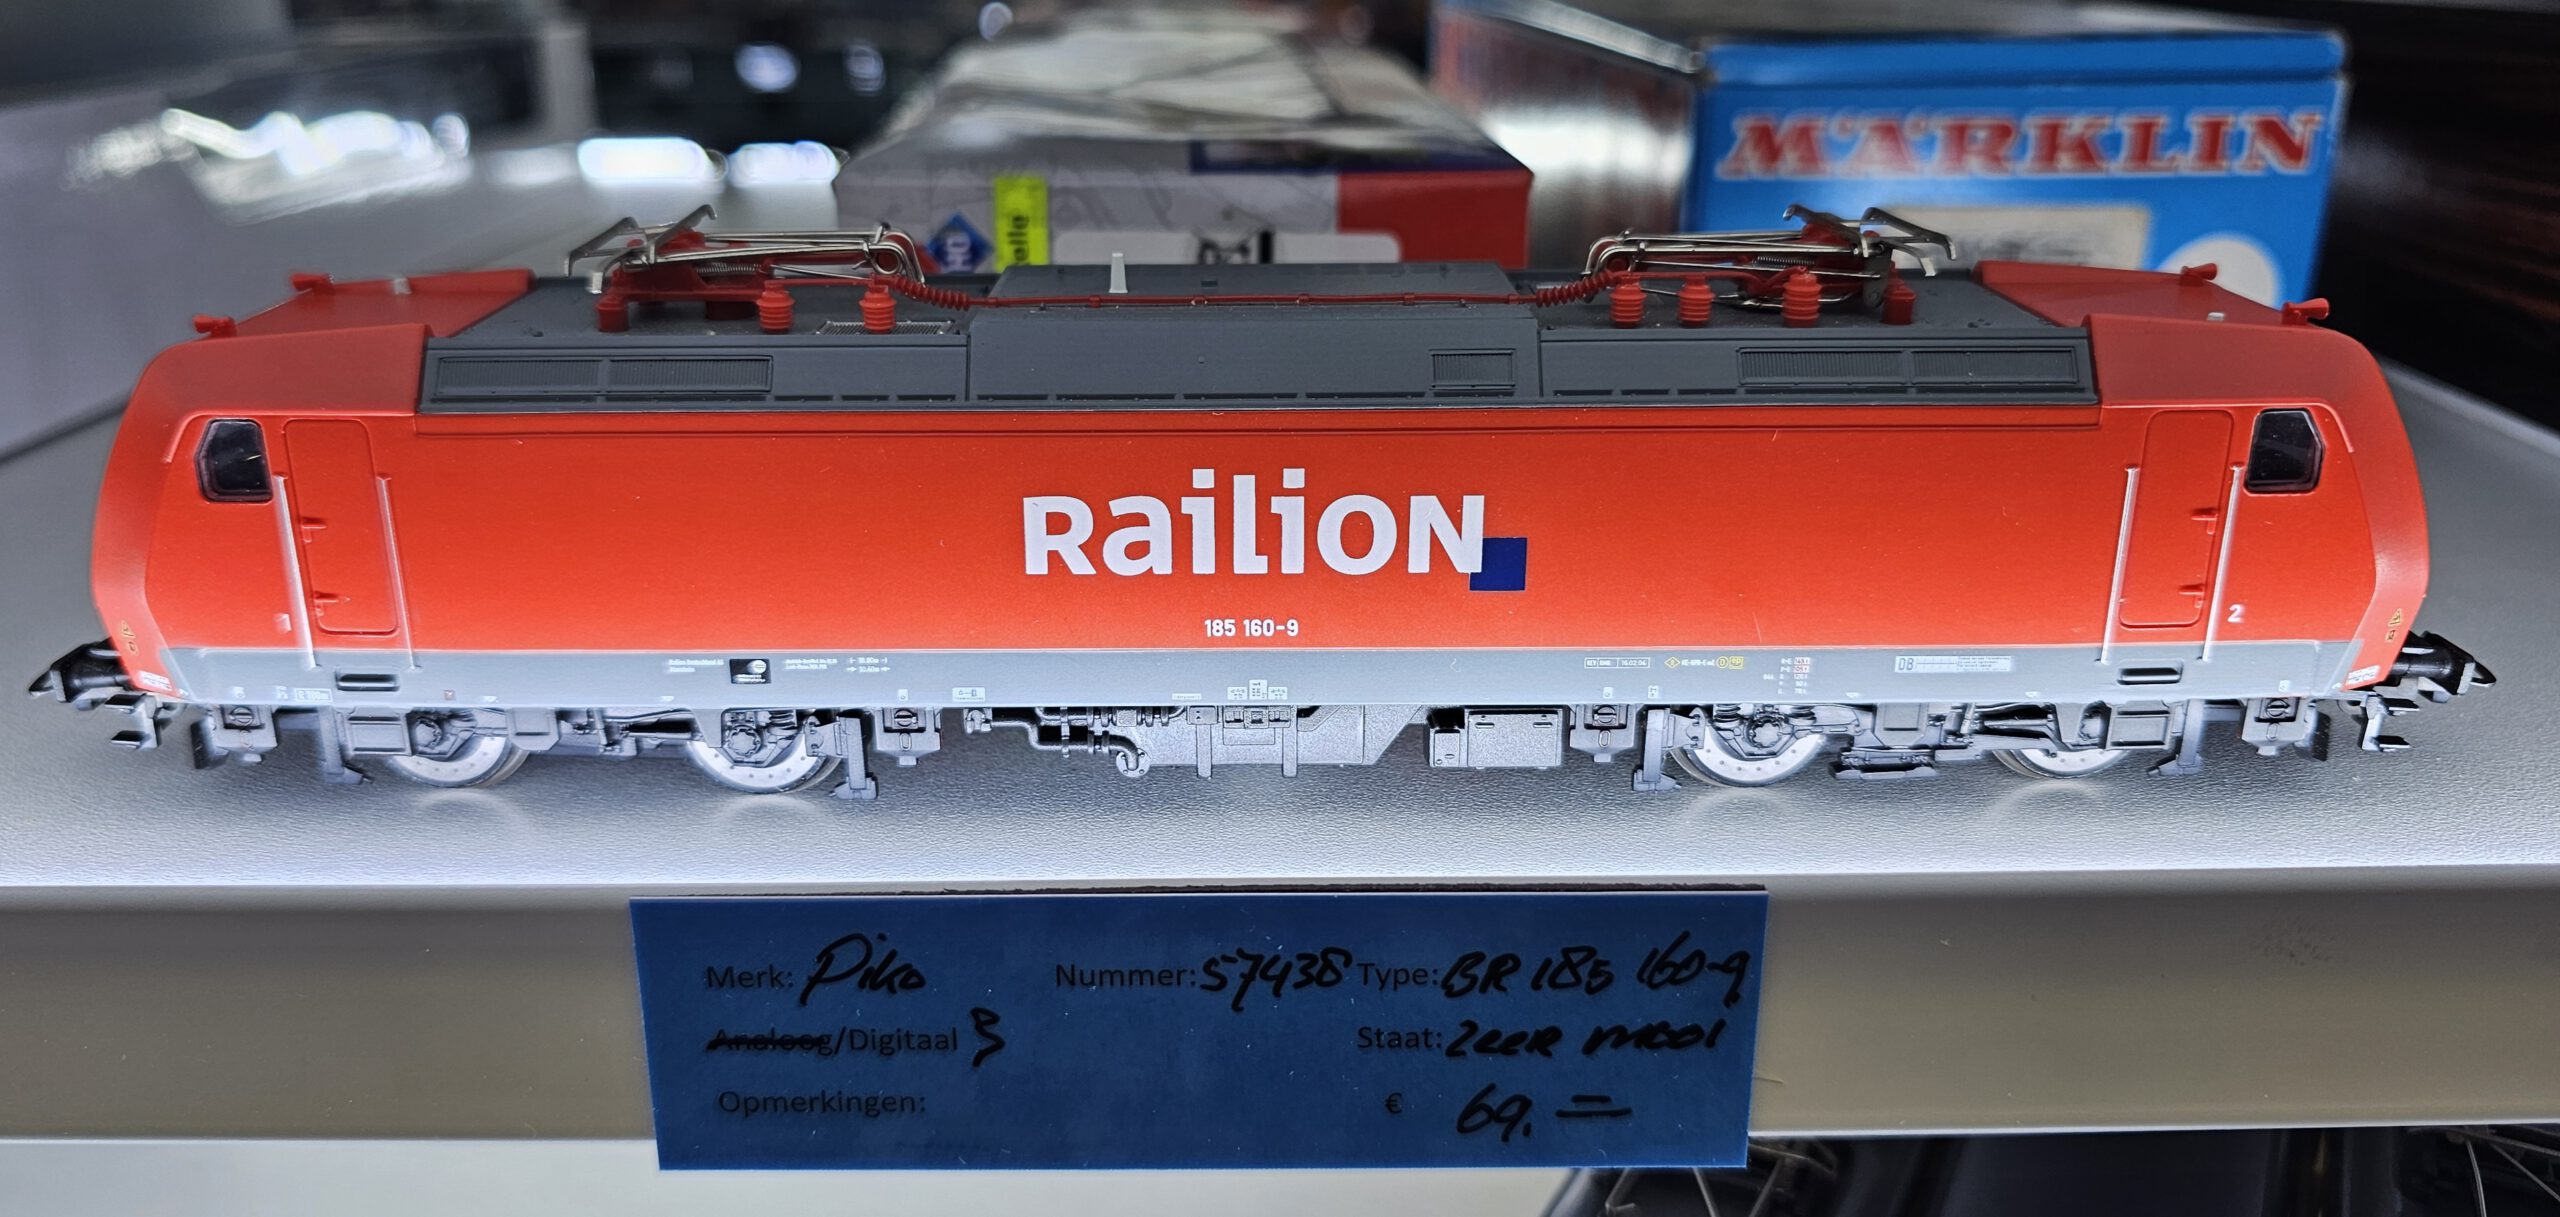 MÄRKLIN
RaiLiON
185 160-9
2
DB
Merk: Piko Nummer: 57438 Type: BR 185 160-9
Analoog/Digitaal 3 Staat: Zeer mooi
Opmerkingen: € 69.=